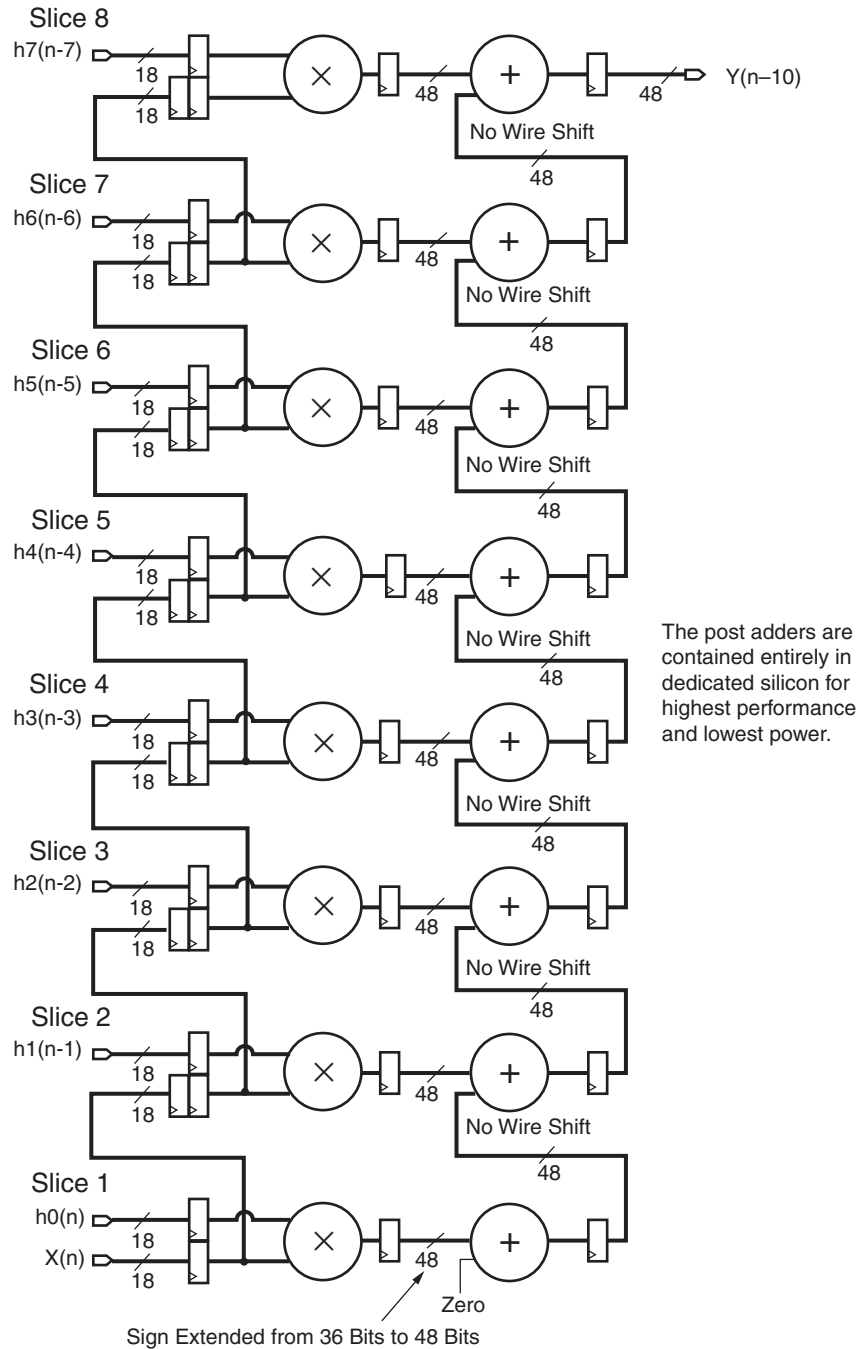 Slice 8
h7(n-7)
18
18
48
No Wire Shift
48
48
Y(n–10)
Slice 7
h6(n-6)
18
18
48
No Wire Shift
48
Slice 6
h5(n-5)
18
18
48
No Wire Shift
48
Slice 5
h4(n-4)
18
18
48
No Wire Shift
48
The post adders are
contained entirely in
dedicated silicon for
highest performance
and lowest power.
Slice 4
h3(n-3)
18
18
48
No Wire Shift
48
Slice 3
h2(n-2)
18
18
48
No Wire Shift
48
Slice 2
h1(n-1)
18
18
48
No Wire Shift
48
Slice 1
h0(n)
18
X(n)
18
48
Zero
Sign Extended from 36 Bits to 48 Bits